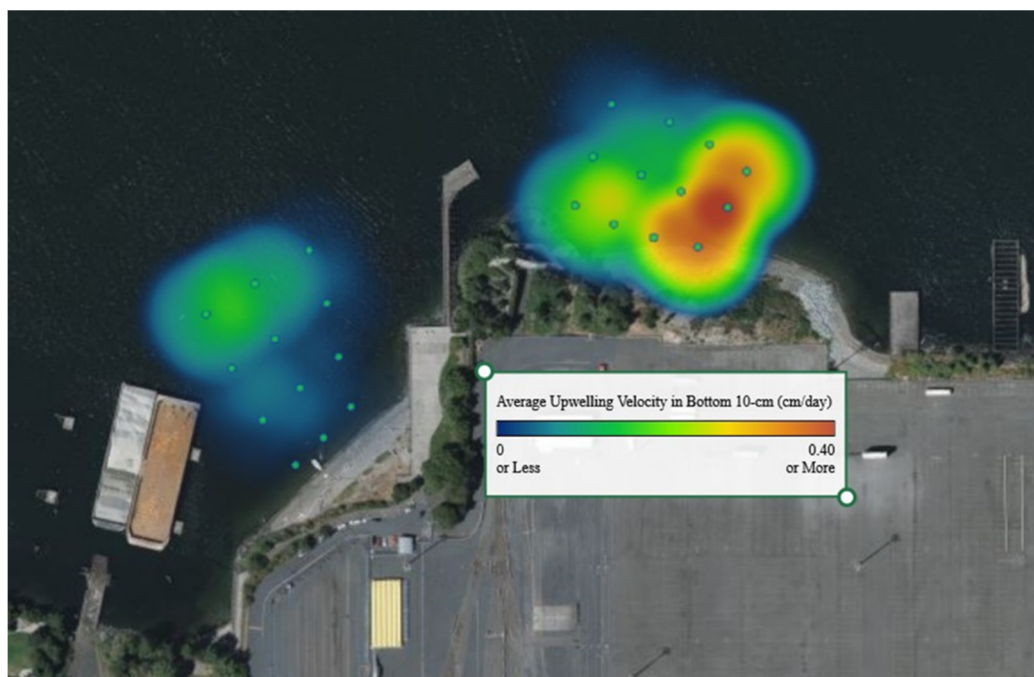 Average Upwelling Velocity in Bottom 10-cm (cm/day)
0 0.40
or Less or More